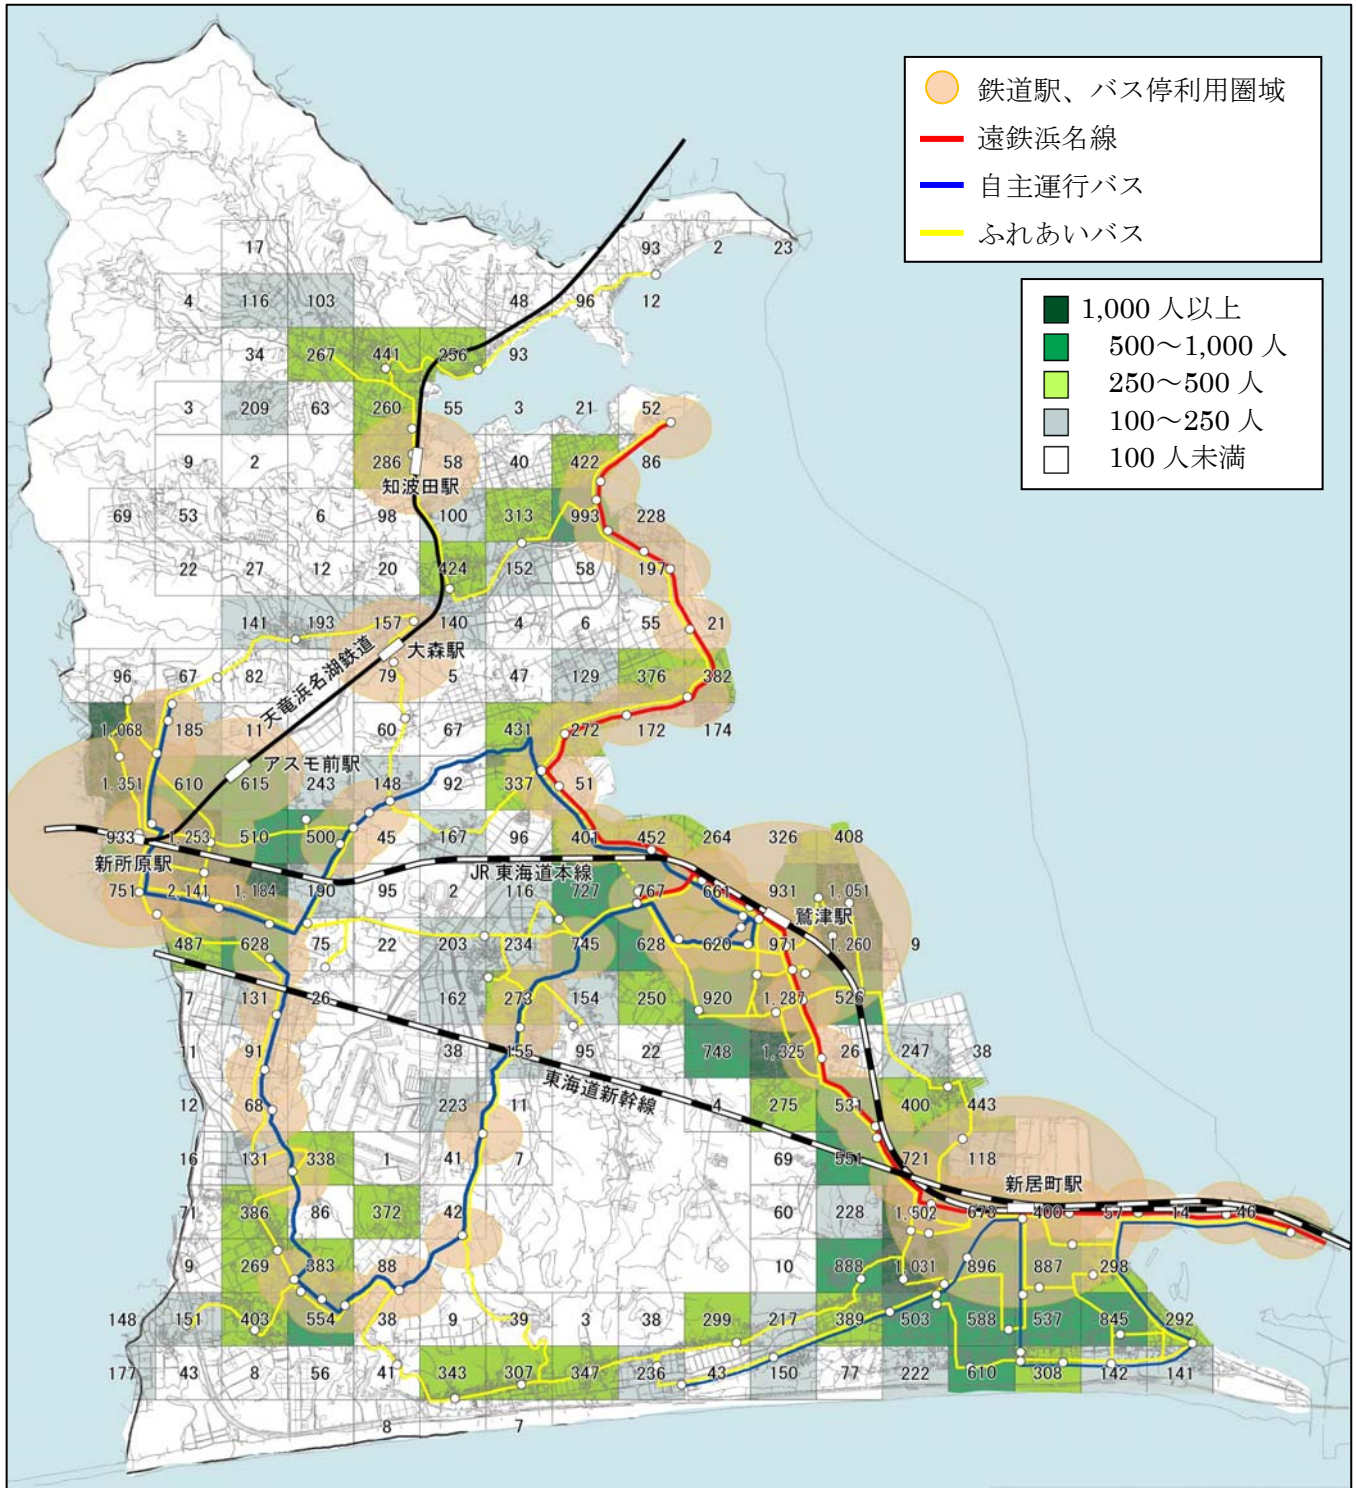 鉄道駅、バス停利用圏域
遠鉄浜名線
自主運行バス
ふれあいバス
1,000 人以上
500～1,000 人
250～500 人
100～250 人
100 人未満
17 93 2 23
4 116 103 48 96 12
34 267 441 256 93
3 209 63 260 55 3 21 52
9 2 286 58 40 422 86
知波田駅
69 53 6 98 100 313 993 228
22 27 12 20 424 152 58 197
141 193 157 140 4 6 55 21
大森駅
天竜浜名湖鉄道
96 67 82 79 5 47 129 376 382
1,068 185 11 60 67 431 272 172 174
アスモ前駅
1,351 610 615 243 148 92 337 51
933 1,253 510 500 45 167 96 401 452 264 326 408
新所原駅
JR 東海道本線
751 2,141 1,184 190 95 2 116 727 767 661 931 1,051
鷲津駅
487 628 75 22 203 234 745 628 620 971 1,260 9
7 131 26 162 273 154 250 920 1,287 526
11 91 38 155 95 22 748 1,325 26 247 38
東海道新幹線
12 68 223 11 4 275 531 400 443
16 131 338 1 41 7 69 551 721 118
新居町駅
71 386 86 372 42 60 228 1,502 673 400 57 14 46
9 269 383 88 10 888 1,031 896 887 298
148 151 403 554 38 9 39 3 38 299 217 389 503 588 537 845 292
177 43 8 56 41 343 307 347 236 43 150 77 222 610 308 142 141
8 7